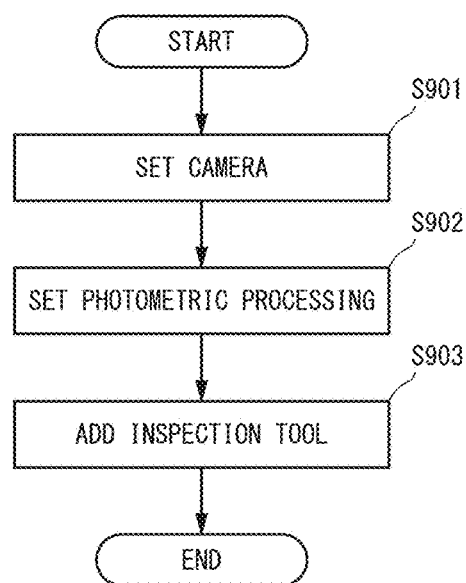 START
S901
SET CAMERA
S902
SET PHOTOMETRIC PROCESSING
S903
ADD INSPECTION TOOL
END